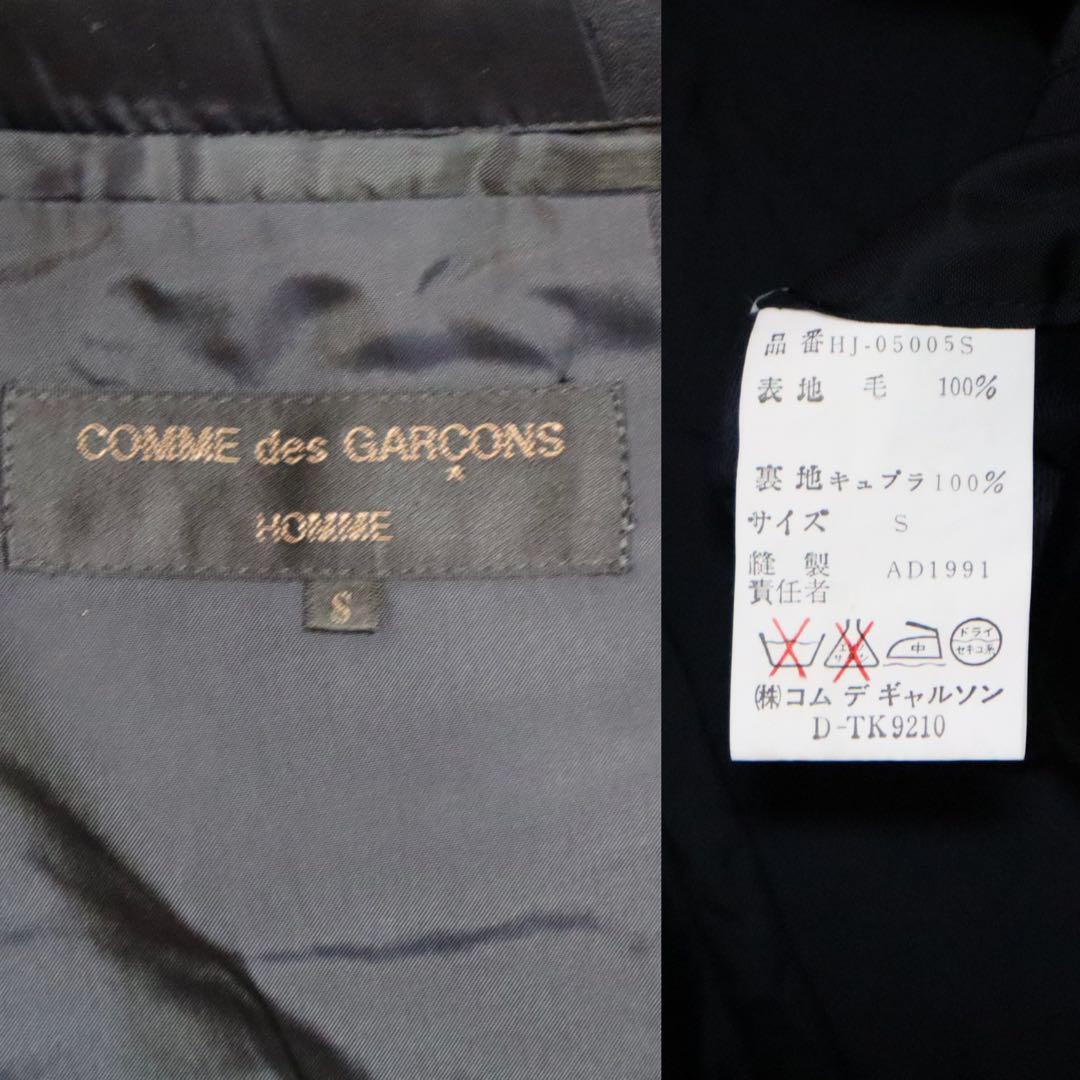 COMME des GARÇONS
HOMME
S
品番HJ-05005S
表地 毛 100%
裏地キュプラ100%
サイズ S
縫製 AD1991
責任者
中
ドライ
セキユ系
㈱コム デ ギャルソン
D-TK9210